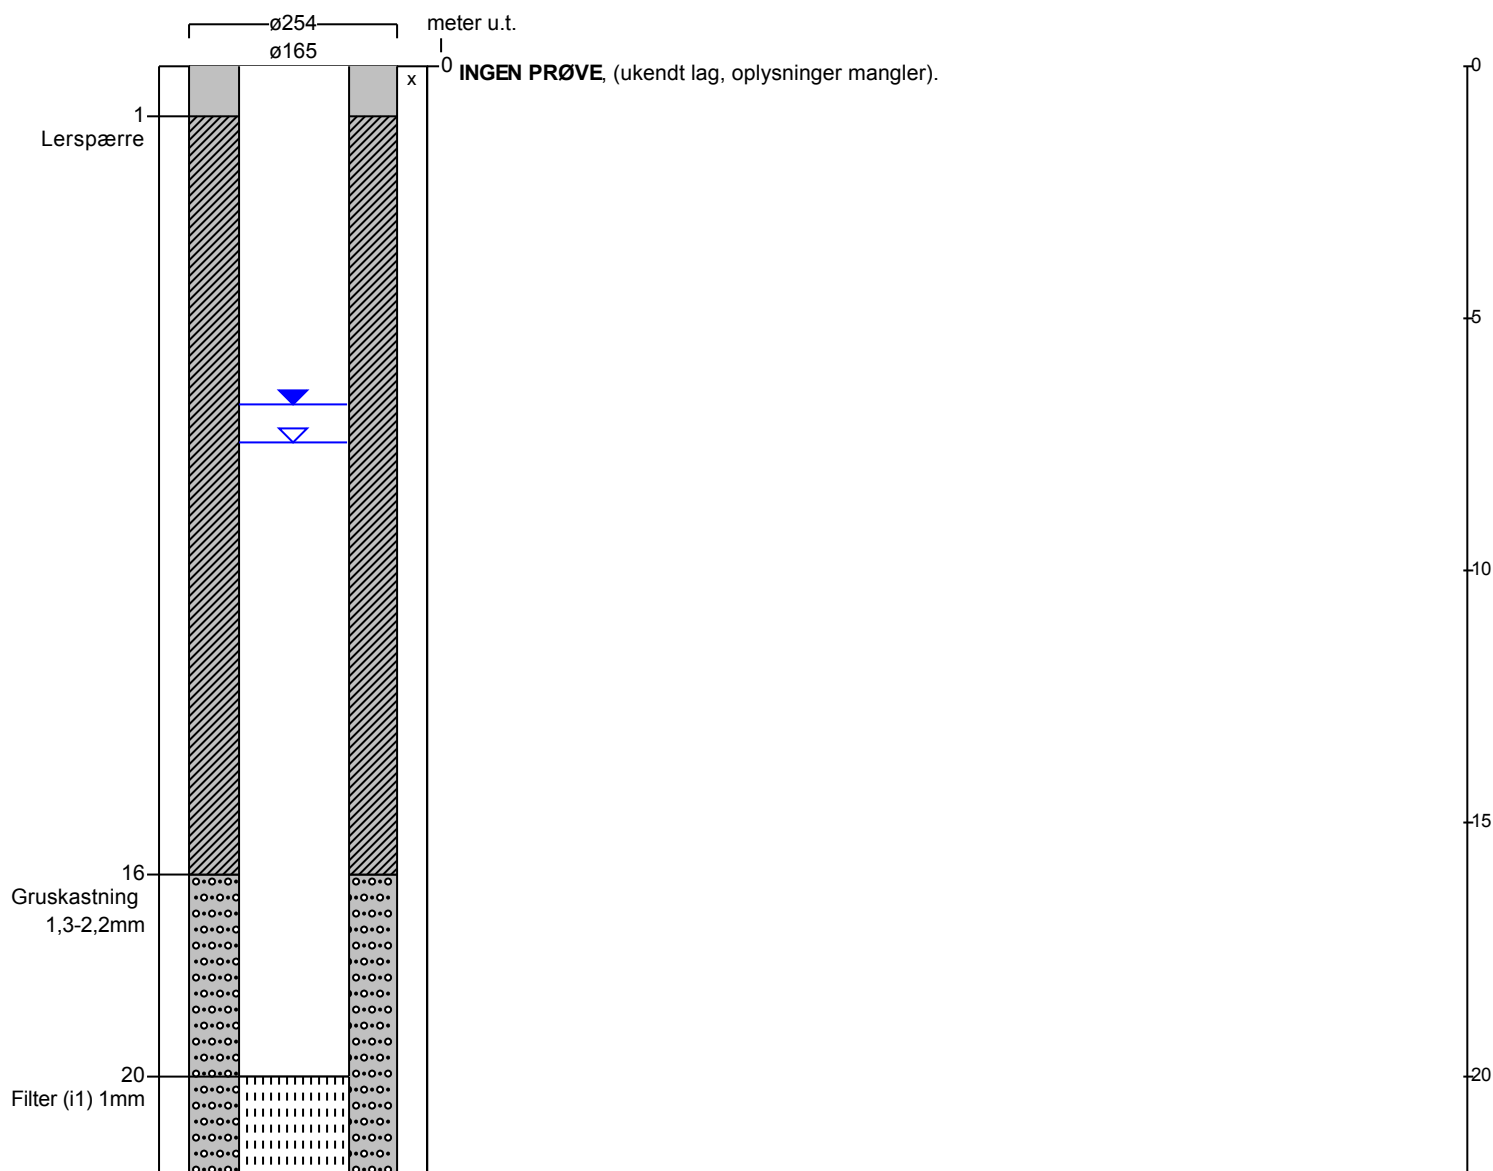 ø254
meter u.t.
ø165
0
x
INGEN PRØVE, (ukendt lag, oplysninger mangler).
0
1
Lerspærre
5
10
15
16
Gruskastning
1,3-2,2mm
20
20
Filter (i1) 1mm